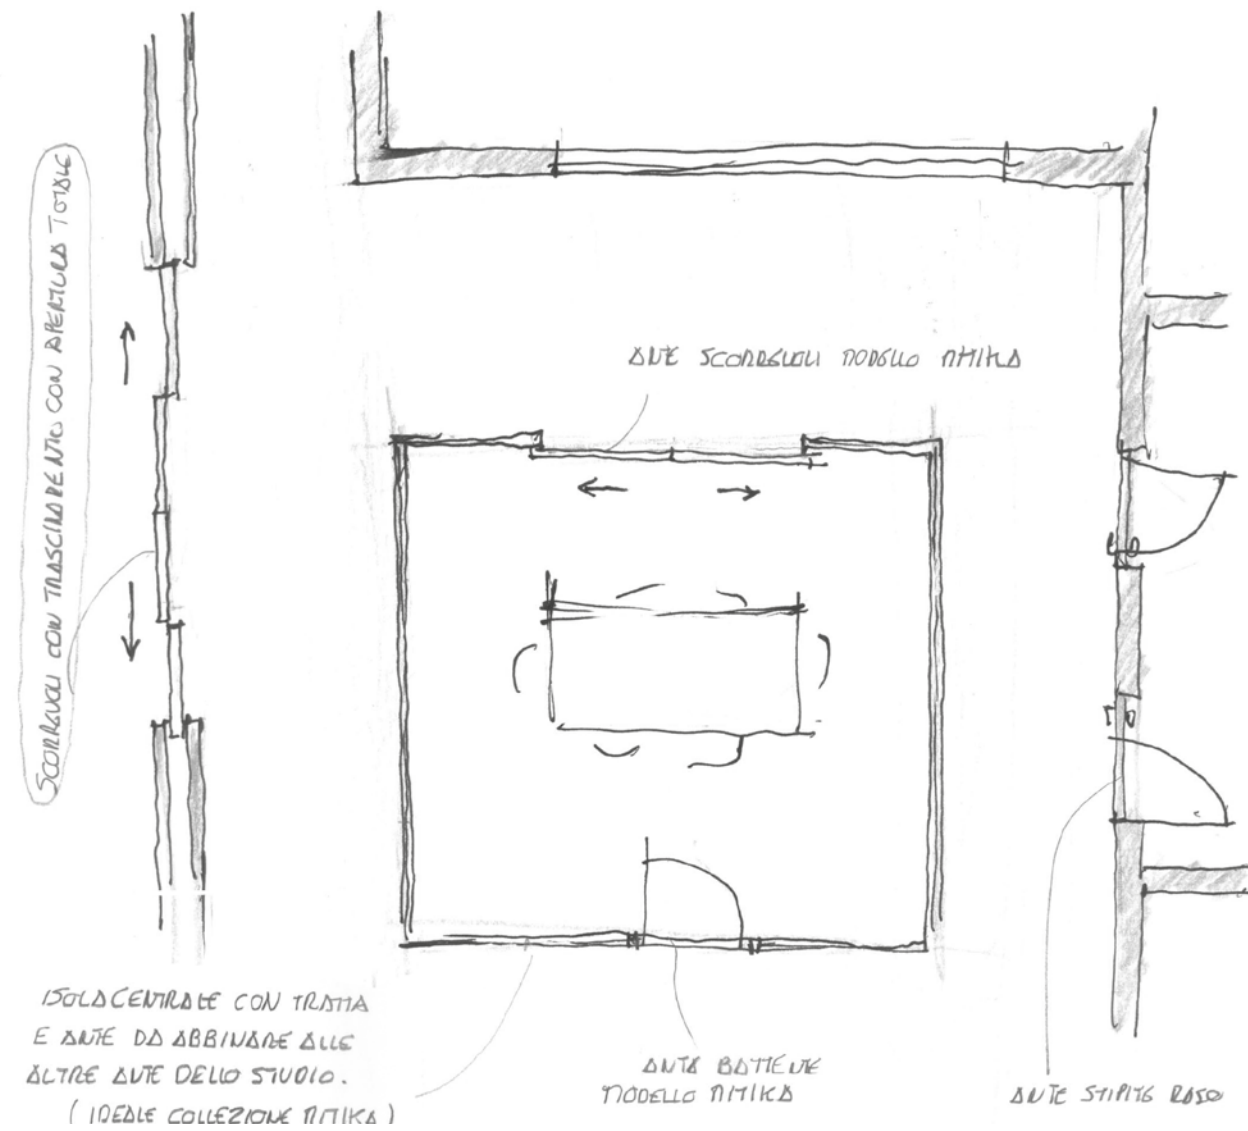 SCORREVOLI CON TRASCINAMENTO CON APERTURA TOTALE
ANTE SCORREVOLI MODELLO MITIKA
ISOLA CENTRALE CON TRAMA
E ANTE DA ABBINARE ALLE
ALTRE ANTE DELLO STUDIO.
(IDEALE COLLEZIONE MITIKA)
ANTA BATTENTE
MODELLO MITIKA
ANTE STIPITE RASO